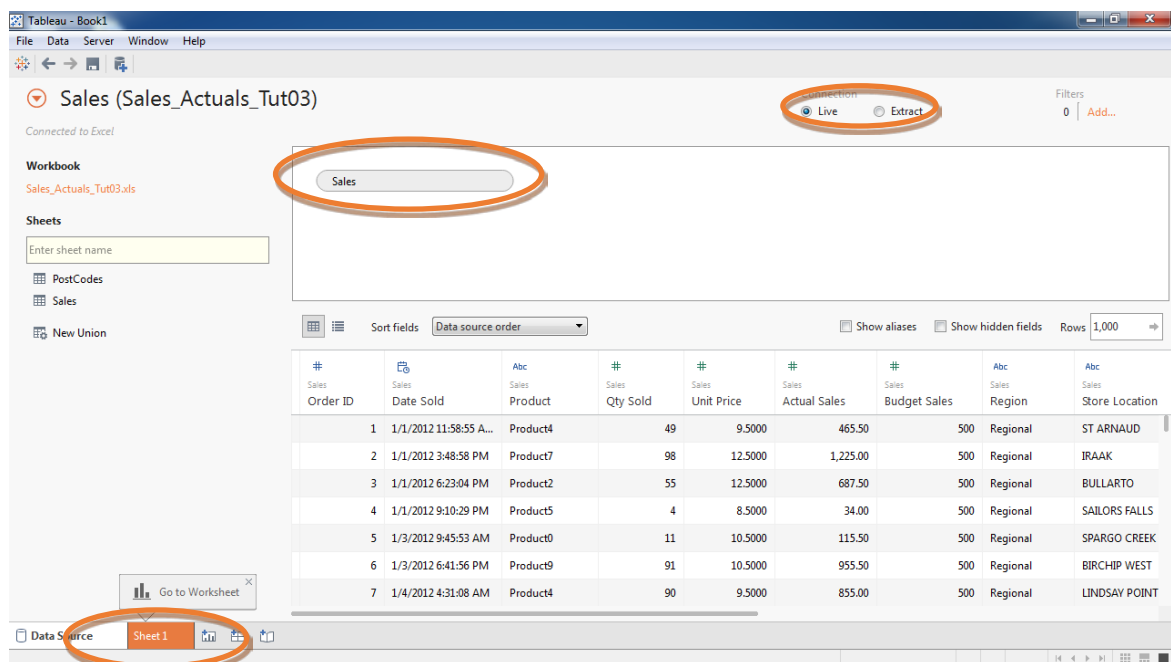 Tableau - Book1
File Data Server Window Help
Sales (Sales_Actuals_Tut03)
Connected to Excel
Connection
Live Extract
Filters
0 Add...
Workbook
Sales_Actuals_Tut03.xls
Sheets
Enter sheet name
PostCodes
Sales
New Union
Sales
Sort fields Data source order Show aliases Show hidden fields Rows 1,000
# Abc # # # # Abc Abc
Sales Sales Sales Sales Sales Sales Sales Sales Sales
Order ID Date Sold Product Qty Sold Unit Price Actual Sales Budget Sales Region Store Location
1 1/1/2012 11:58:55 A... Product4 49 9.5000 465.50 500 Regional ST ARNAUD
2 1/1/2012 3:48:58 PM Product7 98 12.5000 1,225.00 500 Regional IRAAK
3 1/1/2012 6:23:04 PM Product2 55 12.5000 687.50 500 Regional BULLARTO
4 1/1/2012 9:10:29 PM Product5 4 8.5000 34.00 500 Regional SAILORS FALLS
5 1/3/2012 9:45:53 AM Product0 11 10.5000 115.50 500 Regional SPARGO CREEK
6 1/3/2012 6:41:56 PM Product9 91 10.5000 955.50 500 Regional BIRCHIP WEST
7 1/4/2012 4:31:08 AM Product4 90 9.5000 855.00 500 Regional LINDSAY POINT
Go to Worksheet
Data Source Sheet 1